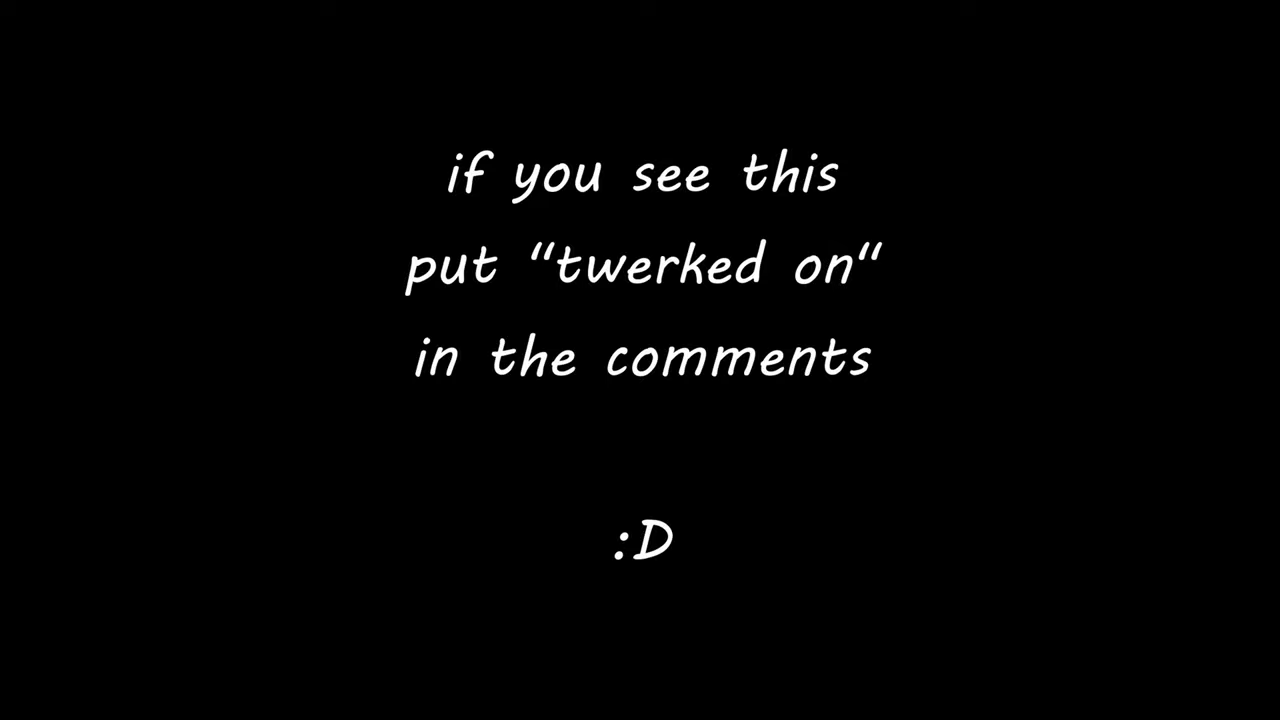 if you see this
put “twerked on“
in the comments
:D